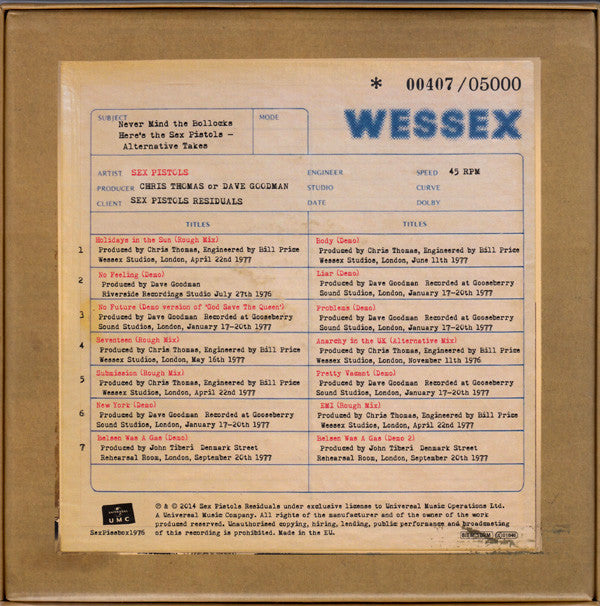 * 00407/05000
WESSEX
SUBJECT
Never Mind the Bollocks
Here's the Sex Pistols –
Alternative Takes
MODE
ARTIST SEX PISTOLS
PRODUCER CHRIS THOMAS or DAVE GOODMAN
CLIENT SEX PISTOLS RESIDUALS
ENGINEER
STUDIO
DATE
SPEED 45 RPM
CURVE
DOLBY
TITLES
1 Holidays in the Sun (Rough Mix)
Produced by Chris Thomas, Engineered by Bill Price
Wessex Studios, London, April 22nd 1977
2 No Feeling (Demo)
Produced by Dave Goodman
Riverside Recordings Studio July 27th 1976
3 No Future (Demo version of 'God Save The Queen')
Produced by Dave Goodman Recorded at Gooseberry
Sound Studios, London, January 17-20th 1977
4 Seventeen (Rough Mix)
Produced by Chris Thomas, Engineered by Bill Price
Wessex Studios, London, May 16th 1977
5 Submission (Rough Mix)
Produced by Chris Thomas, Engineered by Bill Price
Wessex Studios, London, April 22nd 1977
6 New York (Demo)
Produced by Dave Goodman Recorded at Gooseberry
Sound Studios, London, January 17-20th 1977
7 Belsen Was A Gas (Demo)
Produced by John Tiberi Denmark Street
Rehearsal Room, London, September 20th 1977
TITLES
Body (Demo)
Produced by Chris Thomas, Engineered by Bill Price
Wessex Studios, London, June 11th 1977
Liar (Demo)
Produced by Dave Goodman Recorded at Gooseberry
Sound Studios, London, January 17-20th 1977
Problems (Demo)
Produced by Dave Goodman Recorded at Gooseberry
Sound Studios, London, January 17-20th 1977
Anarchy in the UK (Alternative Mix)
Produced by Chris Thomas, Engineered by Bill Price
Wessex Studios, London, November 11th 1976
Pretty Vacant (Demo)
Produced by Dave Goodman Recorded at Gooseberry
Sound Studios, London, January 17-20th 1977
EMI (Rough Mix)
Produced by Chris Thomas, Engineered by Bill Price
Wessex Studios, London, April 22nd 1977
Belsen Was A Gas (Demo 2)
Produced by John Tiberi Denmark Street
Rehearsal Room, London, September 20th 1977
UMC
SexPissbox1976
℗ & © 2014 Sex Pistols Residuals under exclusive license to Universal Music Operations Ltd.
A Universal Music Company. All rights of the manufacturer and of the owner of the work
produced reserved. Unauthorised copying, hiring, lending, public performance and broadcasting
of this recording is prohibited. Made in the EU.